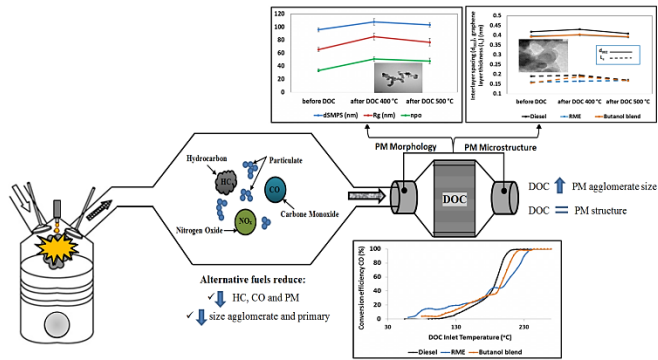 120
100
80
60
40
20
0
before DOC
after DOC 400 °C
after DOC 500 °C
dSMPS (nm)
Rg (nm)
npo
Interlayer spacing (d002), graphene
layer thickness (Ls) (nm)
0.5
0.45
0.4
0.35
0.3
0.25
0.2
0.15
0.1
before DOC
after DOC 400 °C
after DOC 500 °C
Diesel
RME
Butanol blend
PM Morphology
PM Microstructure
Hydrocarbon
Particulate
HC
CO
NOx
Carbone Monoxide
Nitrogen Oxide
DOC
DOC
PM agglomerate size
DOC
PM structure
Alternative fuels reduce:
✓ HC, CO and PM
✓ size agglomerate and primary
Conversion efficiency CO (%)
100
80
60
40
20
0
30
130
230
DOC Inlet Temperature (°C)
Diesel
RME
Butanol blend